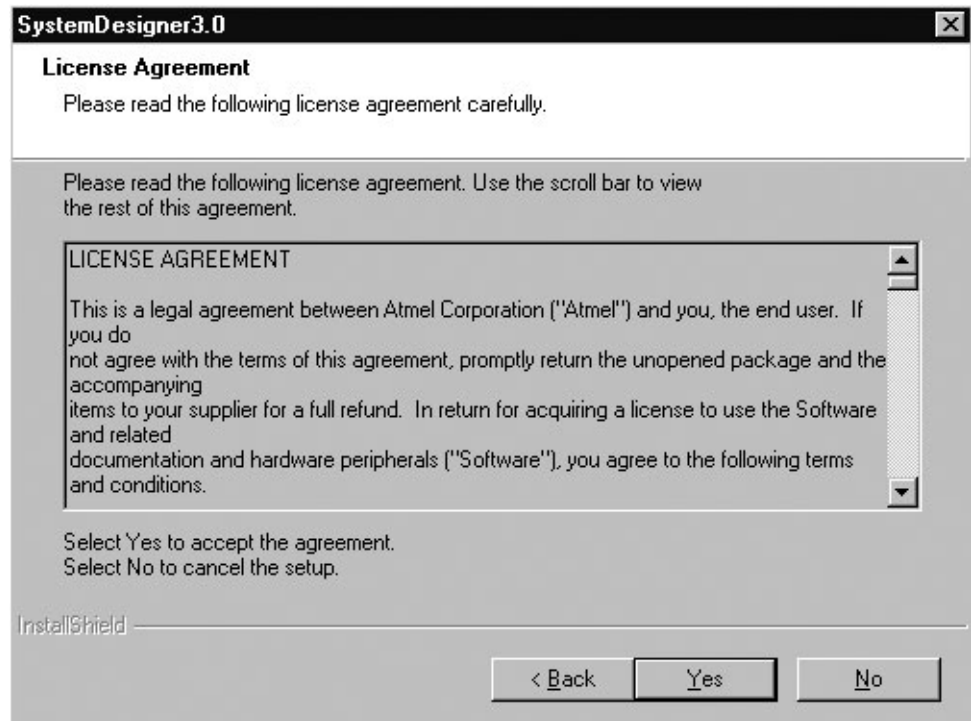 SystemDesigner3.0
License Agreement
Please read the following license agreement carefully.
Please read the following license agreement. Use the scroll bar to view
the rest of this agreement.
LICENSE AGREEMENT
This is a legal agreement between Atmel Corporation ("Atmel") and you, the end user.  If
you do
not agree with the terms of this agreement, promptly return the unopened package and the
accompanying
items to your supplier for a full refund.  In return for acquiring a license to use the Software
and related
documentation and hardware peripherals ("Software"), you agree to the following terms
and conditions.
Select Yes to accept the agreement.
Select No to cancel the setup.
InstallShield
< Back
Yes
No